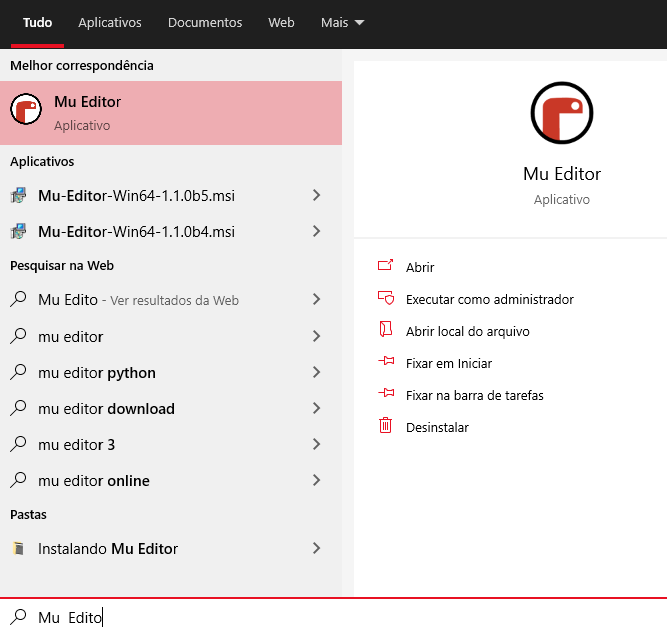 Tudo Aplicativos Documentos Web Mais
Melhor correspondência
Mu Editor
Aplicativo
Aplicativos
Mu-Editor-Win64-1.1.0b5.msi
Mu-Editor-Win64-1.1.0b4.msi
Pesquisar na Web
Mu Edito - Ver resultados da Web
mu editor
mu editor python
mu editor download
mu editor 3
mu editor online
Pastas
Instalando Mu Editor
Mu Edito
Mu Editor
Aplicativo
Abrir
Executar como administrador
Abrir local do arquivo
Fixar em Iniciar
Fixar na barra de tarefas
Desinstalar